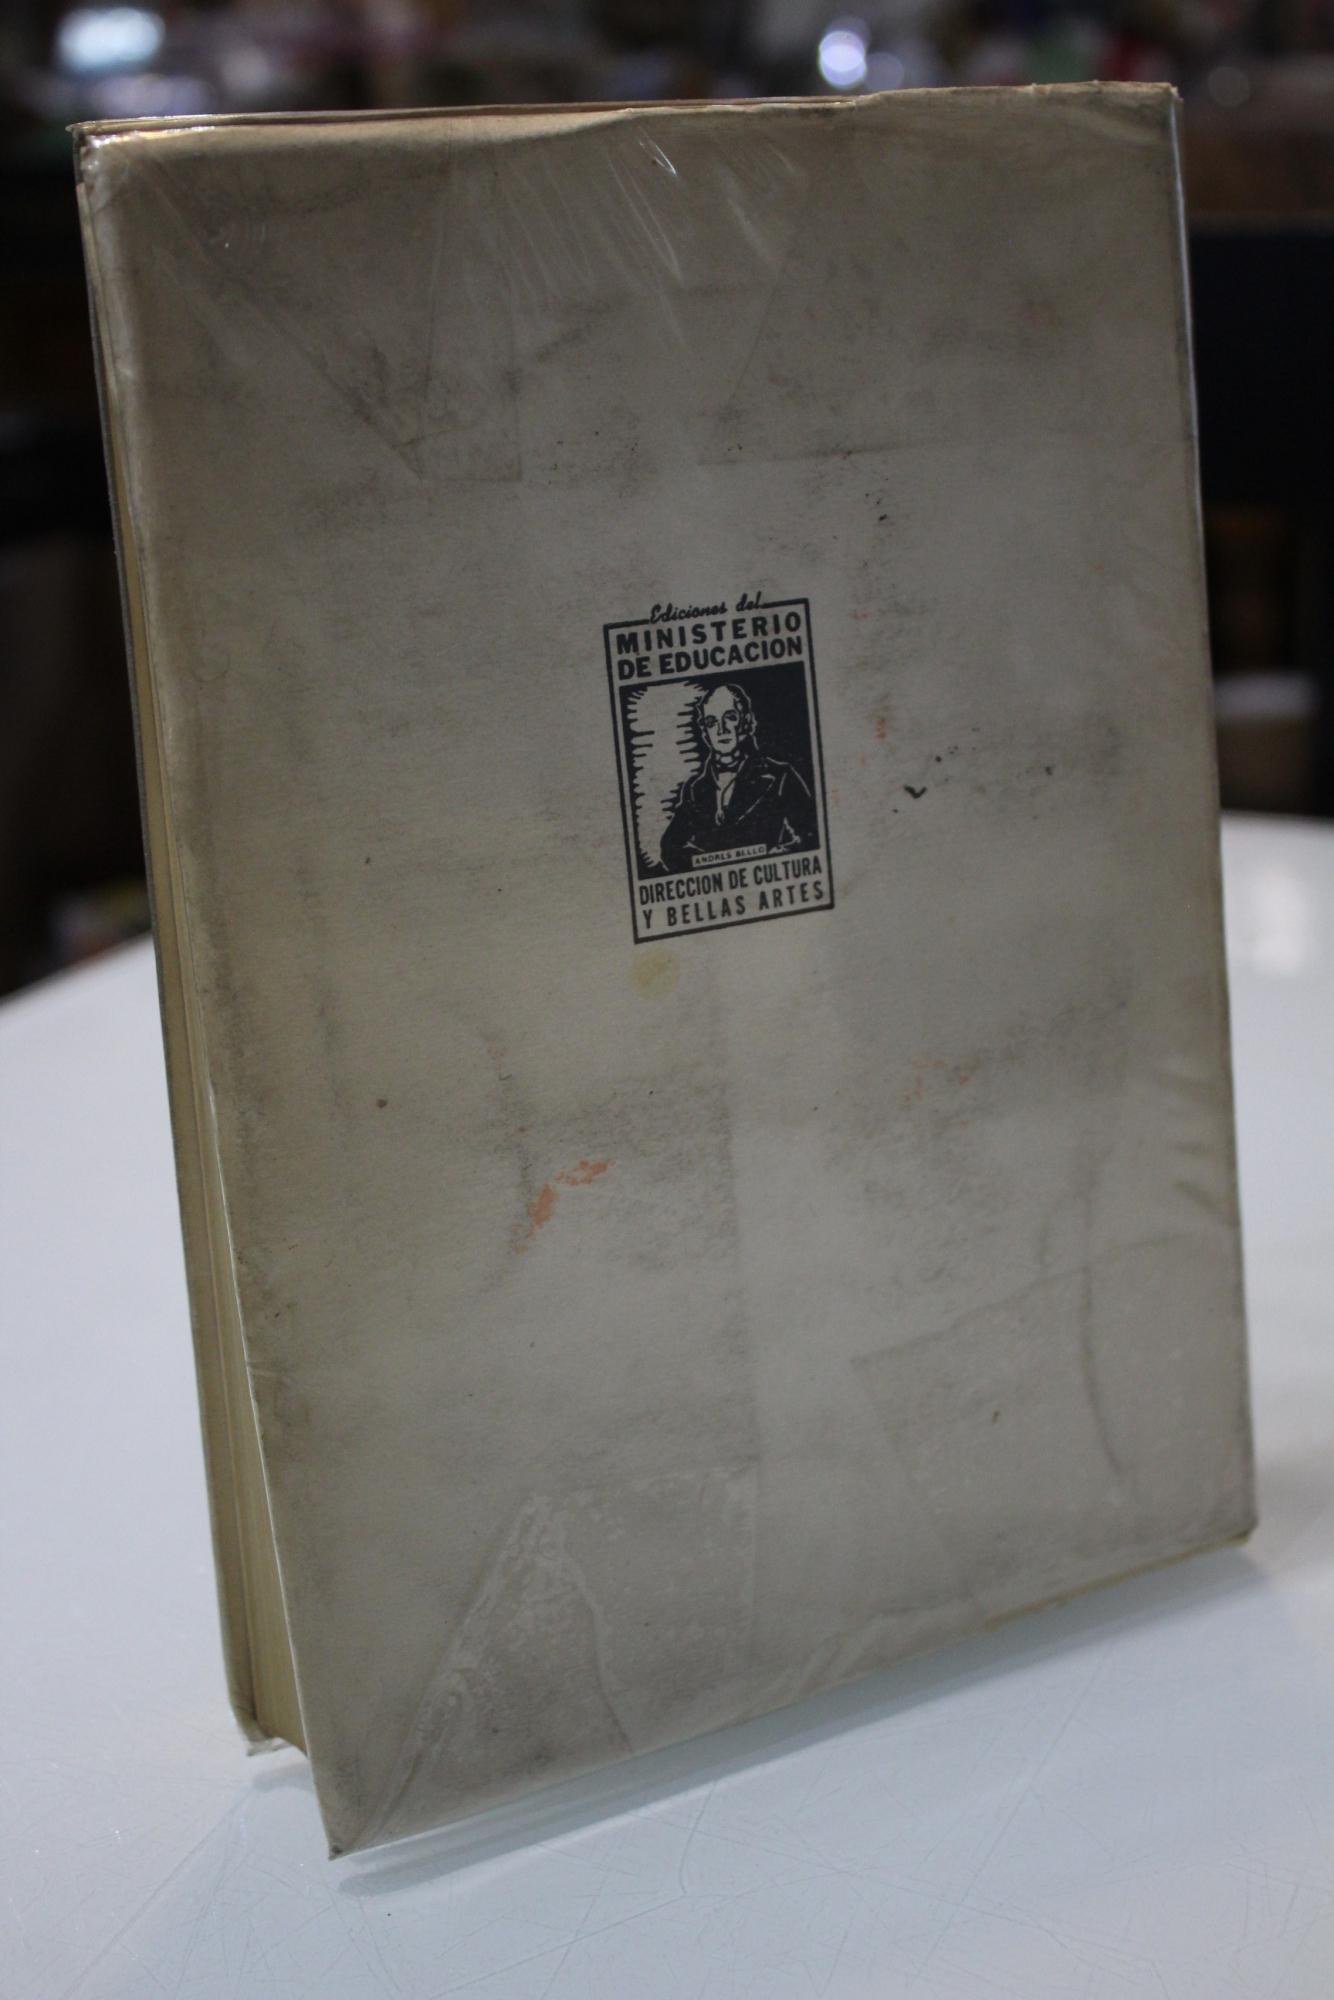 Ediciones del
MINISTERIO
DE EDUCACION
ANDRES BELLO
DIRECCION DE CULTURA
Y BELLAS ARTES